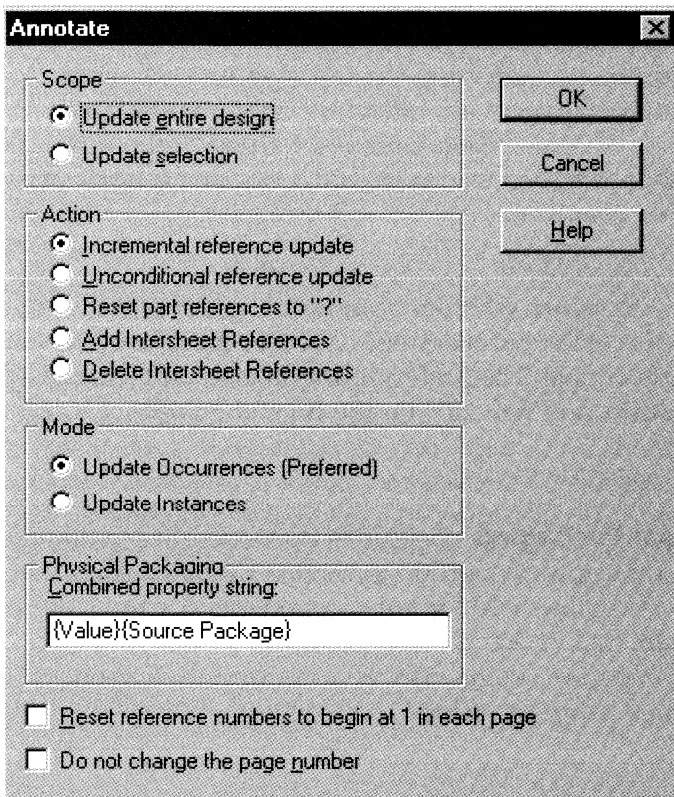 Annotate
Scope
Update entire design
Update selection
OK
Cancel
Help
Action
Incremental reference update
Unconditional reference update
Reset part references to "?"
Add Intersheet References
Delete Intersheet References
Mode
Update Occurrences (Preferred)
Update Instances
Physical Packaging
Combined property string:
{Value}{Source Package}
Reset reference numbers to begin at 1 in each page
Do not change the page number